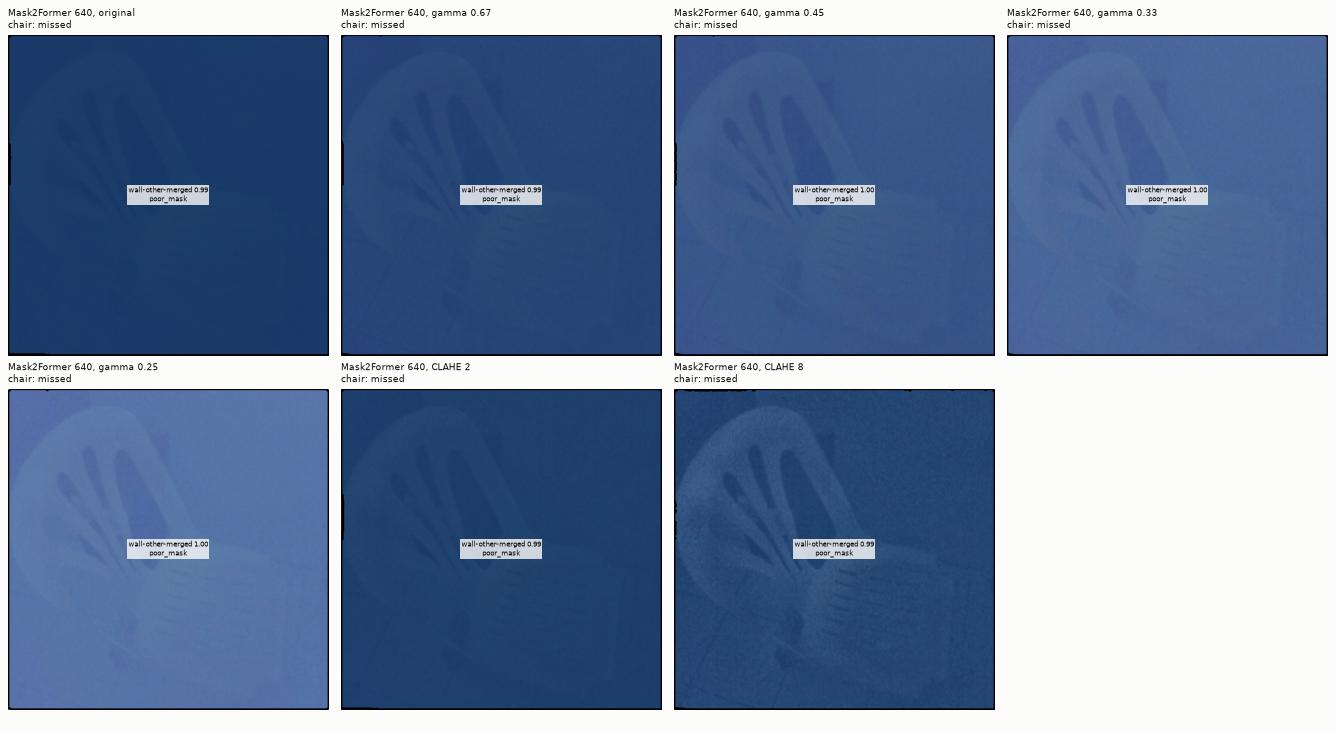 Mask2Former 640, original
chair: missed
Mask2Former 640, gamma 0.67
chair: missed
Mask2Former 640, gamma 0.45
chair: missed
Mask2Former 640, gamma 0.33
chair: missed
wall-other-merged 0.99
poor_mask
wall-other-merged 0.99
poor_mask
wall-other-merged 1.00
poor_mask
wall-other-merged 1.00
poor_mask
Mask2Former 640, gamma 0.25
chair: missed
Mask2Former 640, CLAHE 2
chair: missed
Mask2Former 640, CLAHE 8
chair: missed
wall-other-merged 1.00
poor_mask
wall-other-merged 0.99
poor_mask
wall-other-merged 0.99
poor_mask